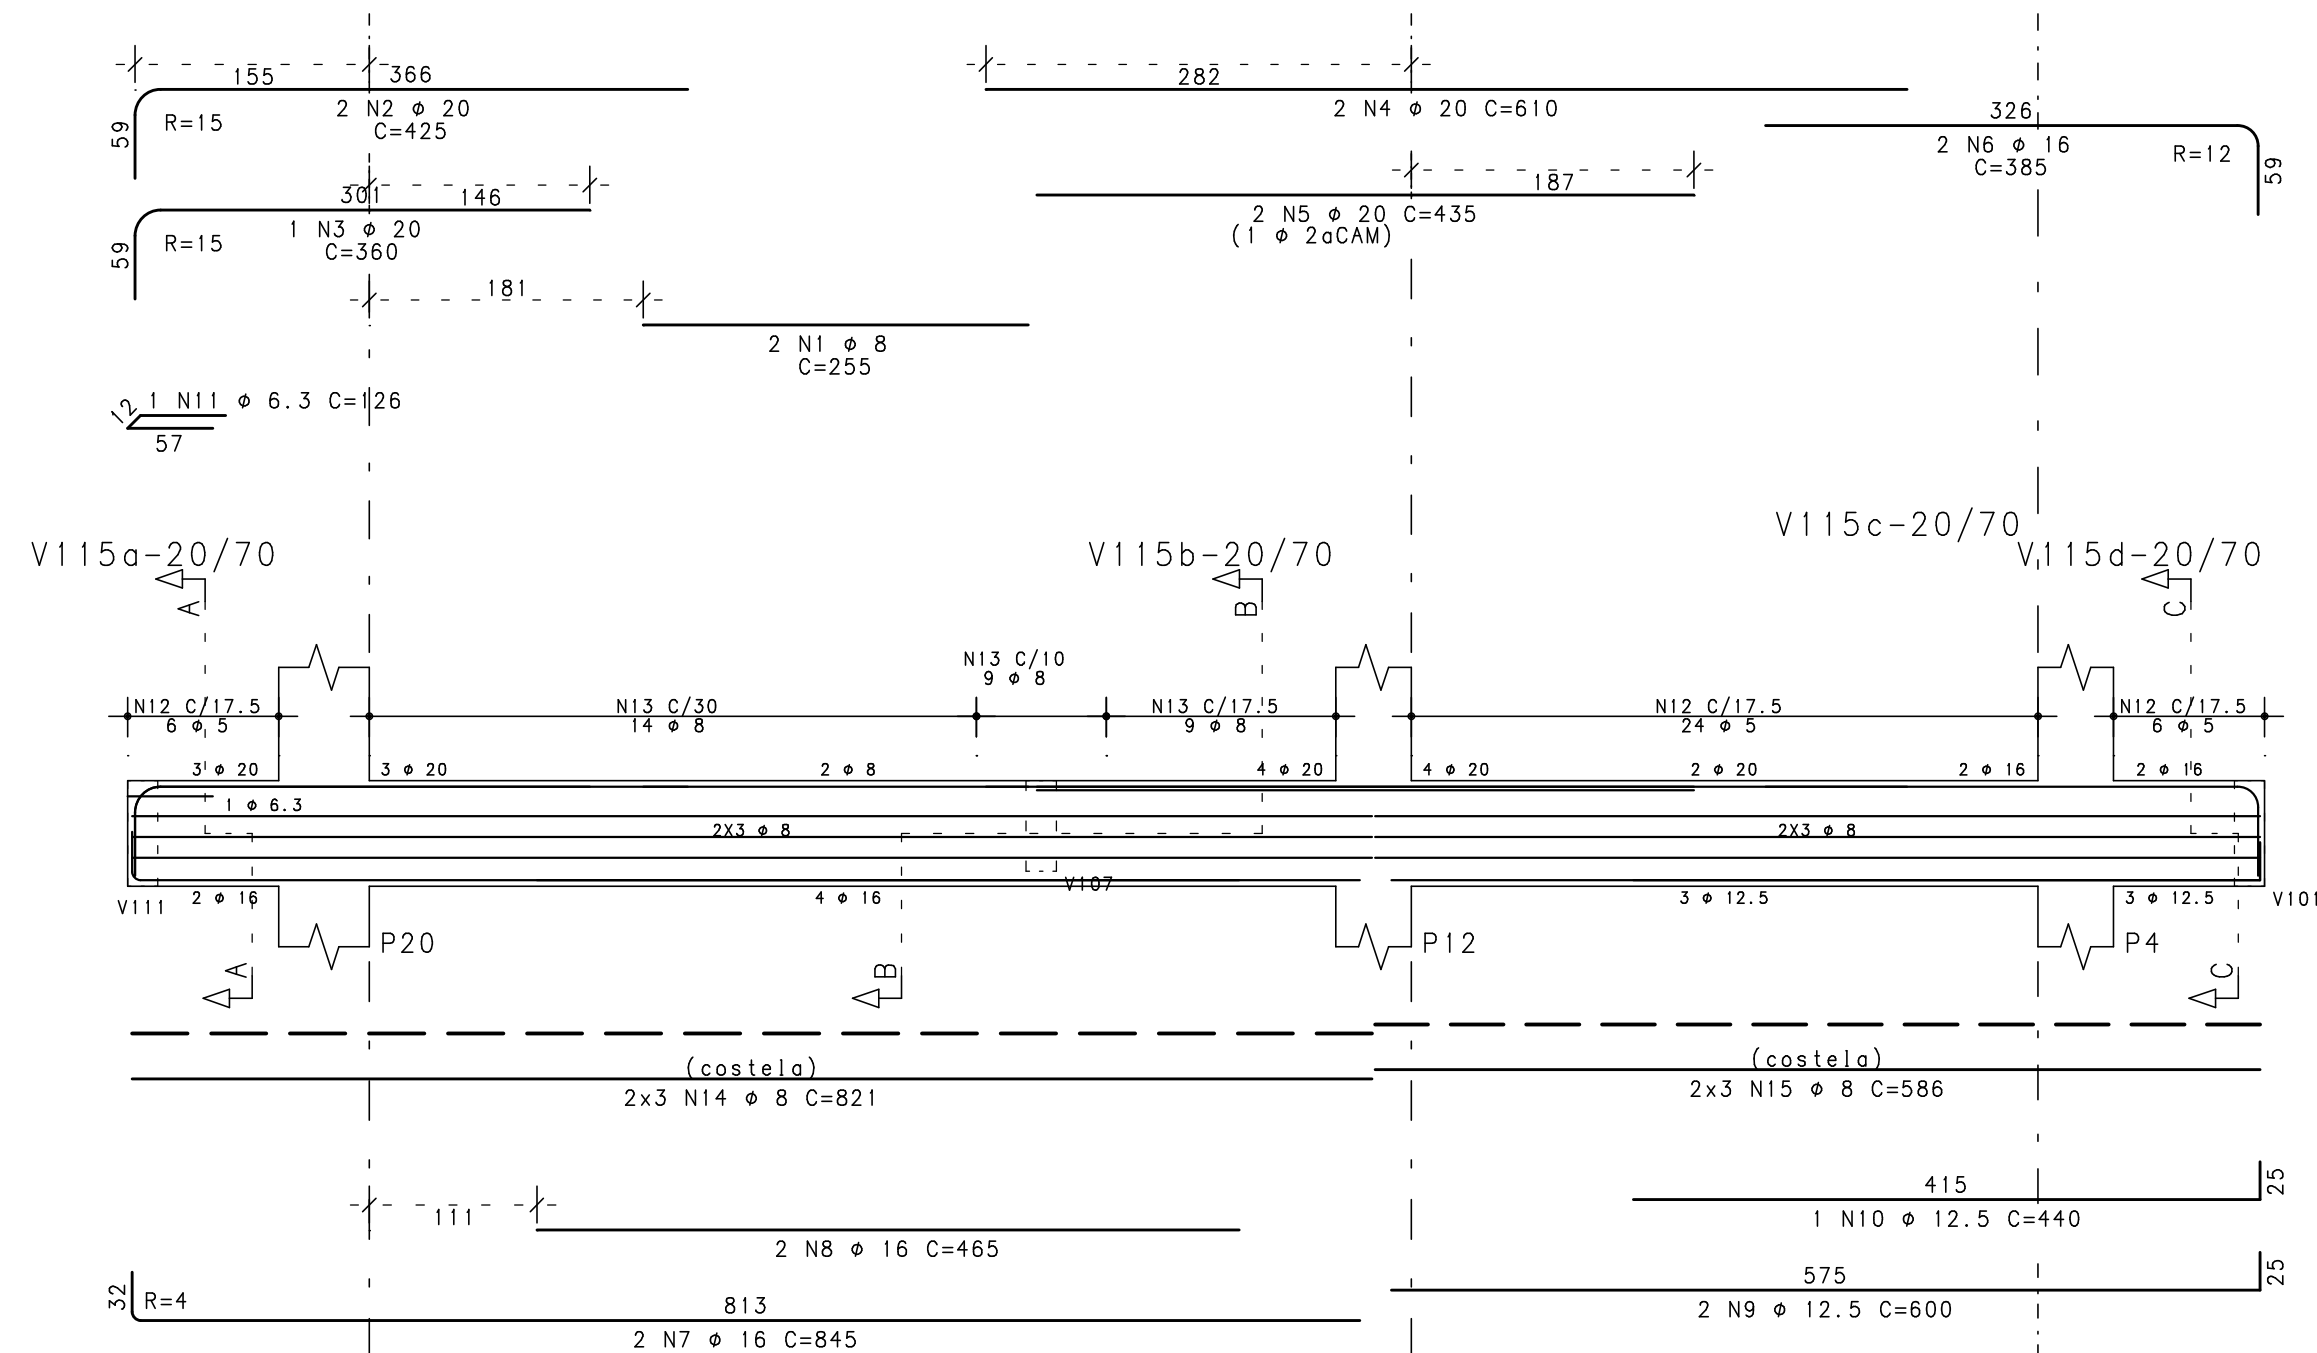 155
366
2 N2 ϕ 20
C=425
R=15
59
282
2 N4 ϕ 20 C=610
326
2 N6 ϕ 16
C=385
R=12
59
301
146
1 N3 ϕ 20
C=360
R=15
59
187
2 N5 ϕ 20 C=435
(1 ϕ 2aCAM)
181
2 N1 ϕ 8
C=255
1 N11 ϕ 6.3 C=126
12
57
V115a-20/70
V115b-20/70
V115c-20/70
V115d-20/70
A
B
C
N12 C/17.5
6 ϕ 5
N13 C/30
14 ϕ 8
N13 C/10
9 ϕ 8
N13 C/17.5
9 ϕ 8
N12 C/17.5
24 ϕ 5
N12 C/17.5
6 ϕ 5
3 ϕ 20
3 ϕ 20
2 ϕ 8
4 ϕ 20
4 ϕ 20
2 ϕ 20
2 ϕ 16
2 ϕ 16
1 ϕ 6.3
2X3 ϕ 8
2X3 ϕ 8
V107
V111
2 ϕ 16
4 ϕ 16
3 ϕ 12.5
3 ϕ 12.5
V101
P20
P12
P4
A
B
C
(costela)
2x3 N14 ϕ 8 C=821
(costela)
2x3 N15 ϕ 8 C=586
415
25
1 N10 ϕ 12.5 C=440
111
2 N8 ϕ 16 C=465
575
25
2 N9 ϕ 12.5 C=600
32
R=4
813
2 N7 ϕ 16 C=845